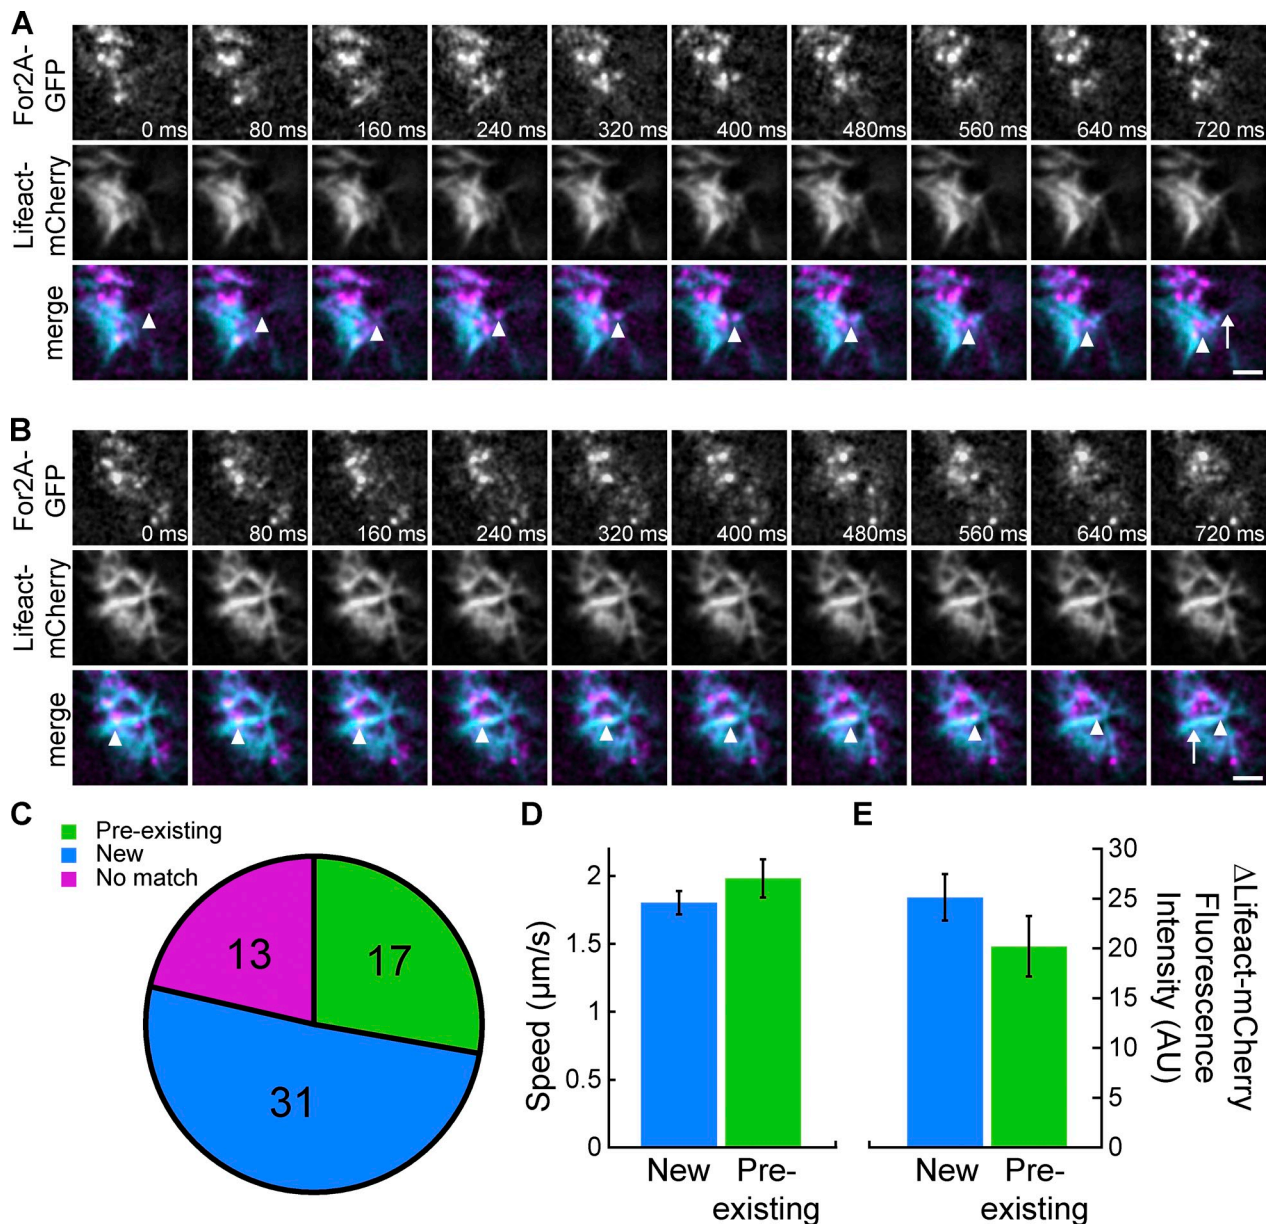 A
For2A-
GFP
0 ms
80 ms
160 ms
240 ms
320 ms
400 ms
480ms
560 ms
640 ms
720 ms
Lifeact-
mCherry
merge
B
For2A-
GFP
0 ms
80 ms
160 ms
240 ms
320 ms
400 ms
480ms
560 ms
640 ms
720 ms
Lifeact-
mCherry
merge
C
Pre-existing
New
No match
13
17
31
D
Speed (μm/s)
2
1.5
1
0.5
0
New
Pre-
existing
E
30
25
20
15
10
5
0
ΔLifeact-mCherry
Fluorescence
Intensity (AU)
New
Pre-
existing